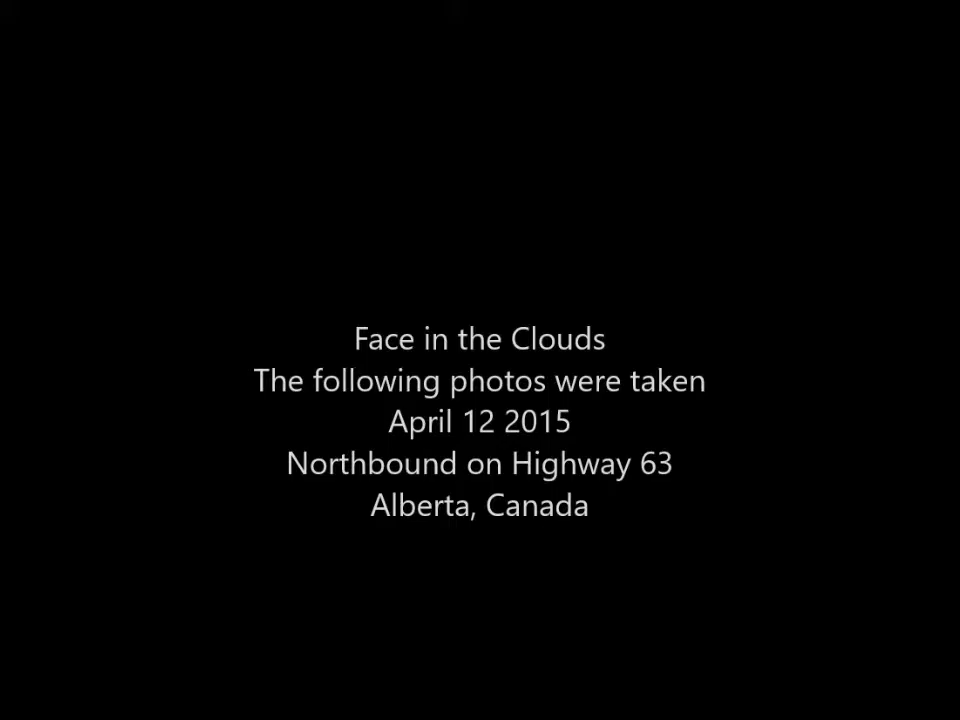 Face in the Clouds
The following photos were taken
April 12 2015
Northbound on Highway 63
Alberta, Canada